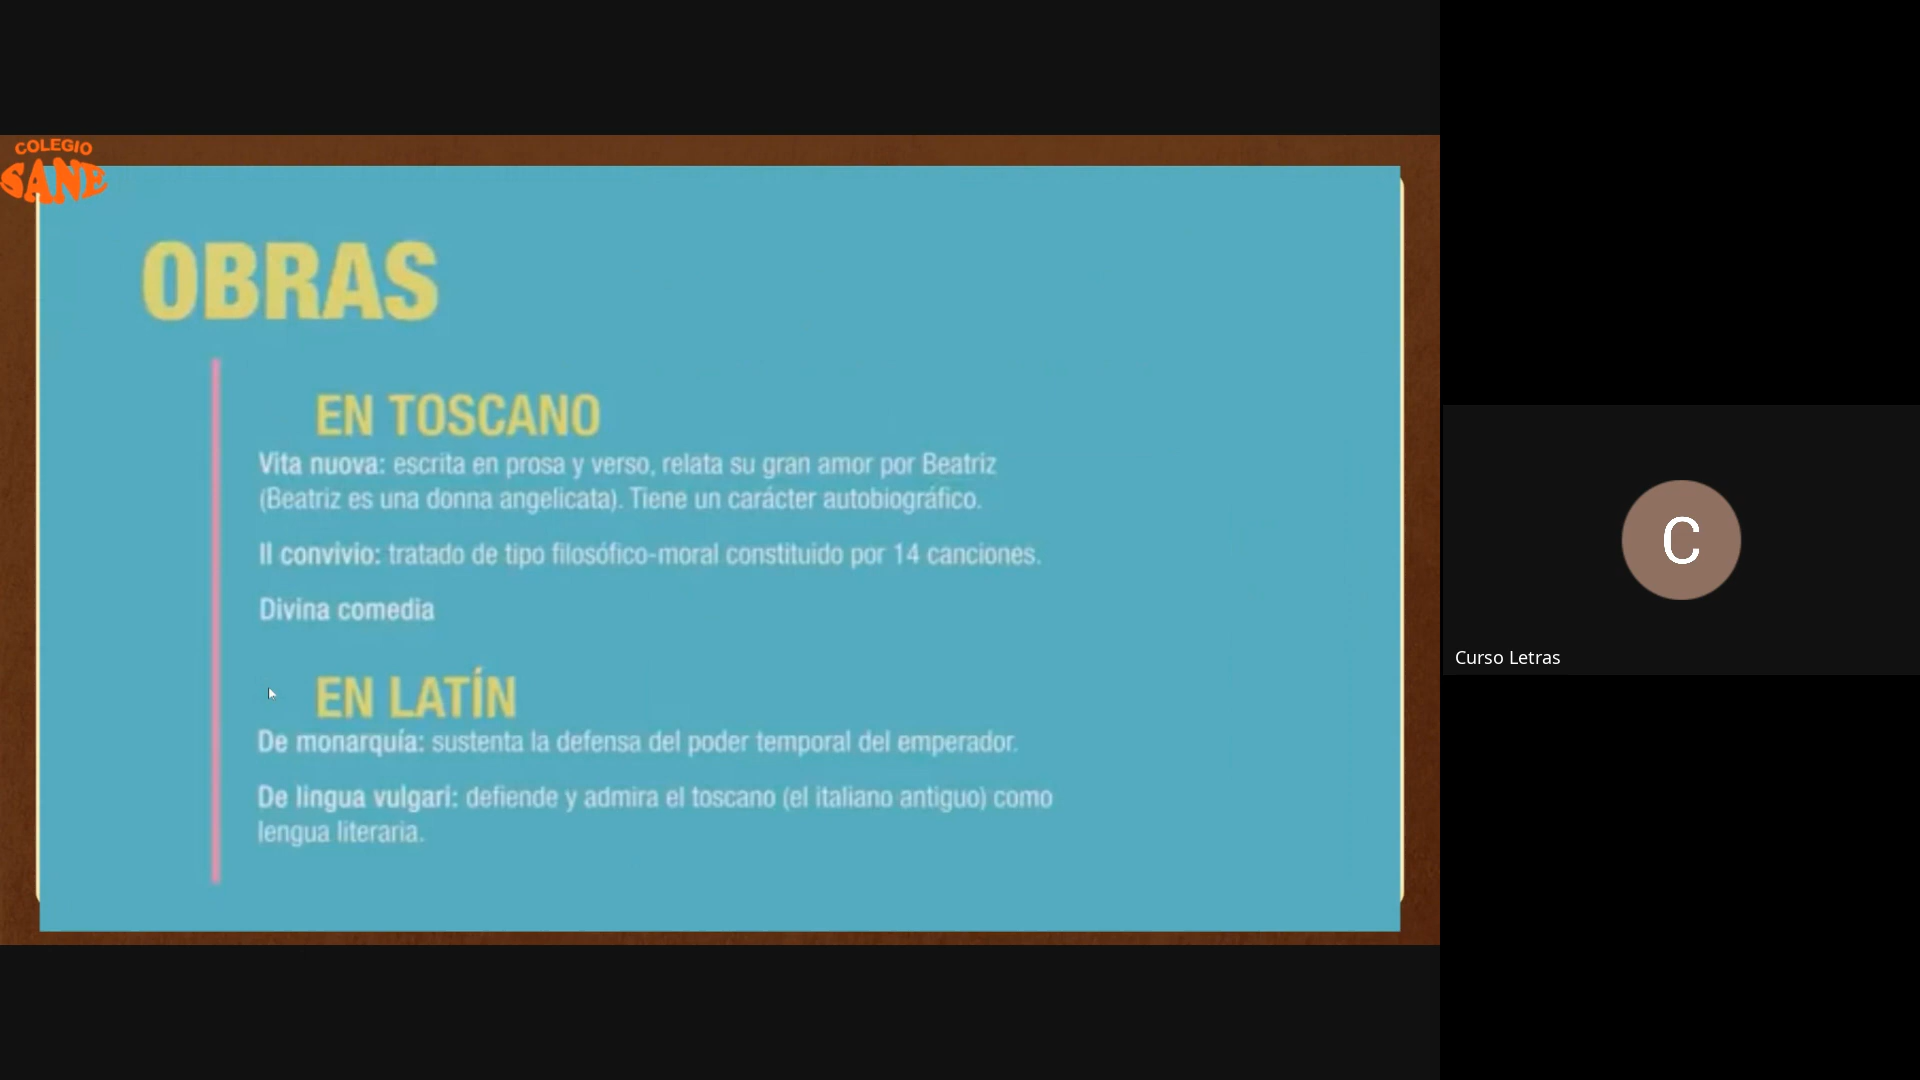 COLEGIO
SANE
OBRAS
EN TOSCANO
Vita nuova: escrita en prosa y verso, relata su gran amor por Beatriz
(Beatriz es una donna angelicata). Tiene un carácter autobiográfico.
Il convivio: tratado de tipo filosófico-moral constituido por 14 canciones.
Divina comedia
EN LATÍN
De monarquía: sustenta la defensa del poder temporal del emperador.
De lingua vulgari: defiende y admira el toscano (el italiano antiguo) como
lengua literaria.
C
Curso Letras